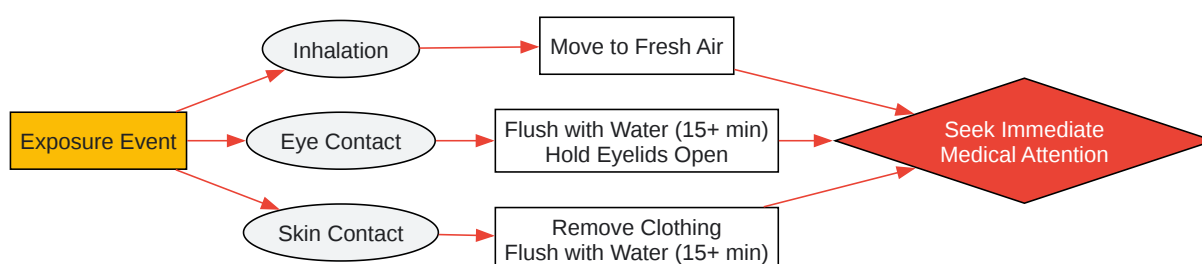 Exposure Event
Inhalation
Move to Fresh Air
Eye Contact
Flush with Water (15+ min)
Hold Eyelids Open
Skin Contact
Remove Clothing
Flush with Water (15+ min)
Seek Immediate
Medical Attention